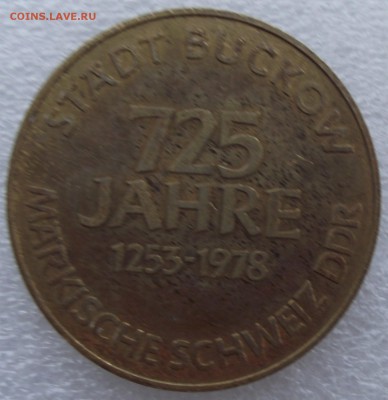 COINS.LAVE.RU
STADT BUCKOW
725
JAHRE
1253-1978
MÄRKISCHE SCHWEIZ DDR